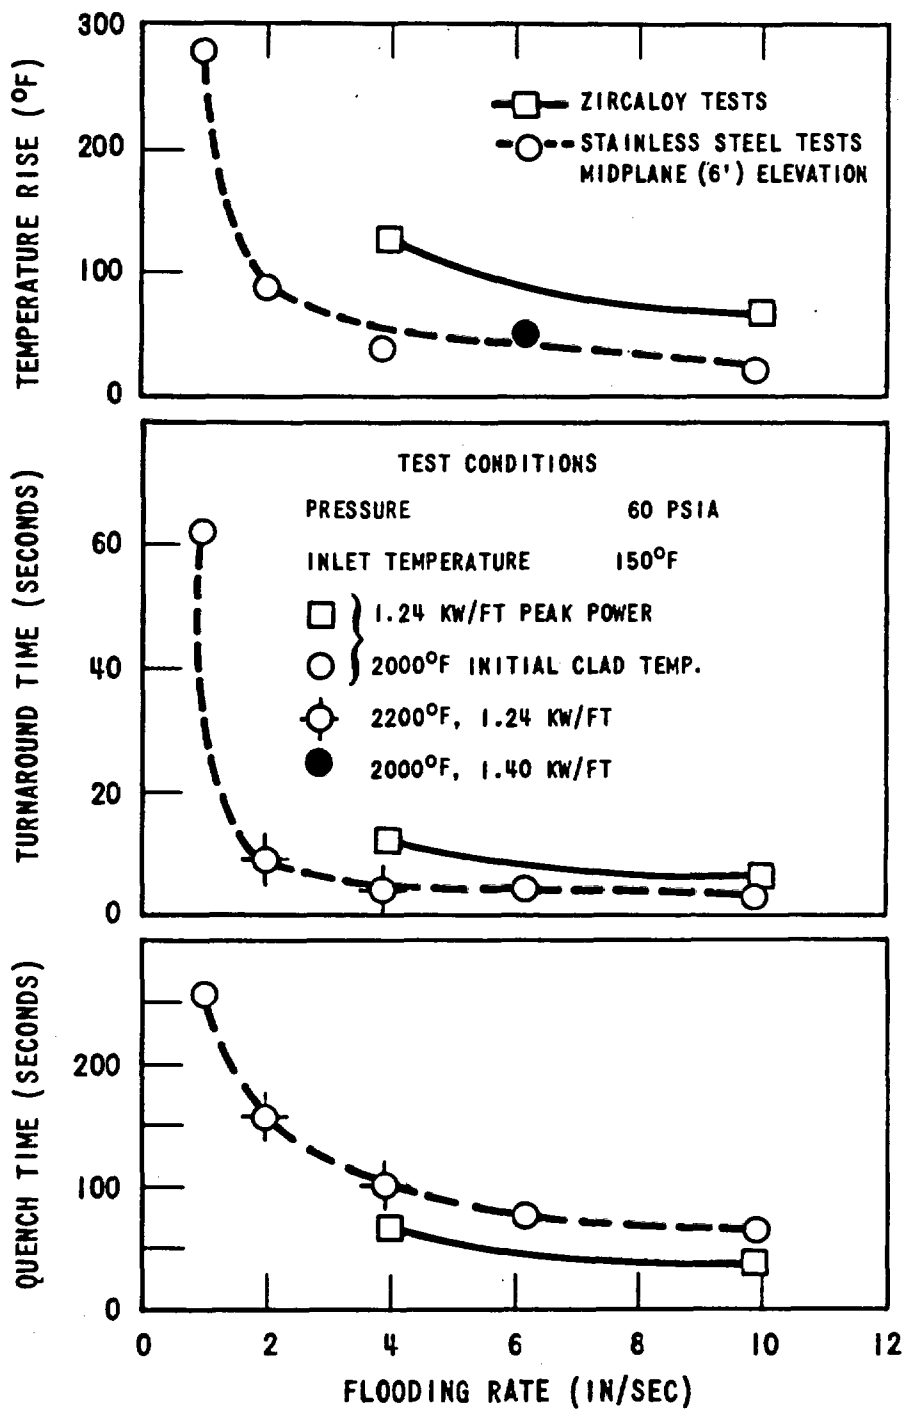 300
200
100
0
TEMPERATURE RISE (°F)
ZIRCALOY TESTS
STAINLESS STEEL TESTS
MIDPLANE (6') ELEVATION
60
40
20
0
TURNAROUND TIME (SECONDS)
TEST CONDITIONS
PRESSURE 60 PSIA
INLET TEMPERATURE 150°F
1.24 KW/FT PEAK POWER
2000°F INITIAL CLAD TEMP.
2200°F, 1.24 KW/FT
2000°F, 1.40 KW/FT
200
100
0
QUENCH TIME (SECONDS)
0 2 4 6 8 10 12
FLOODING RATE (IN/SEC)